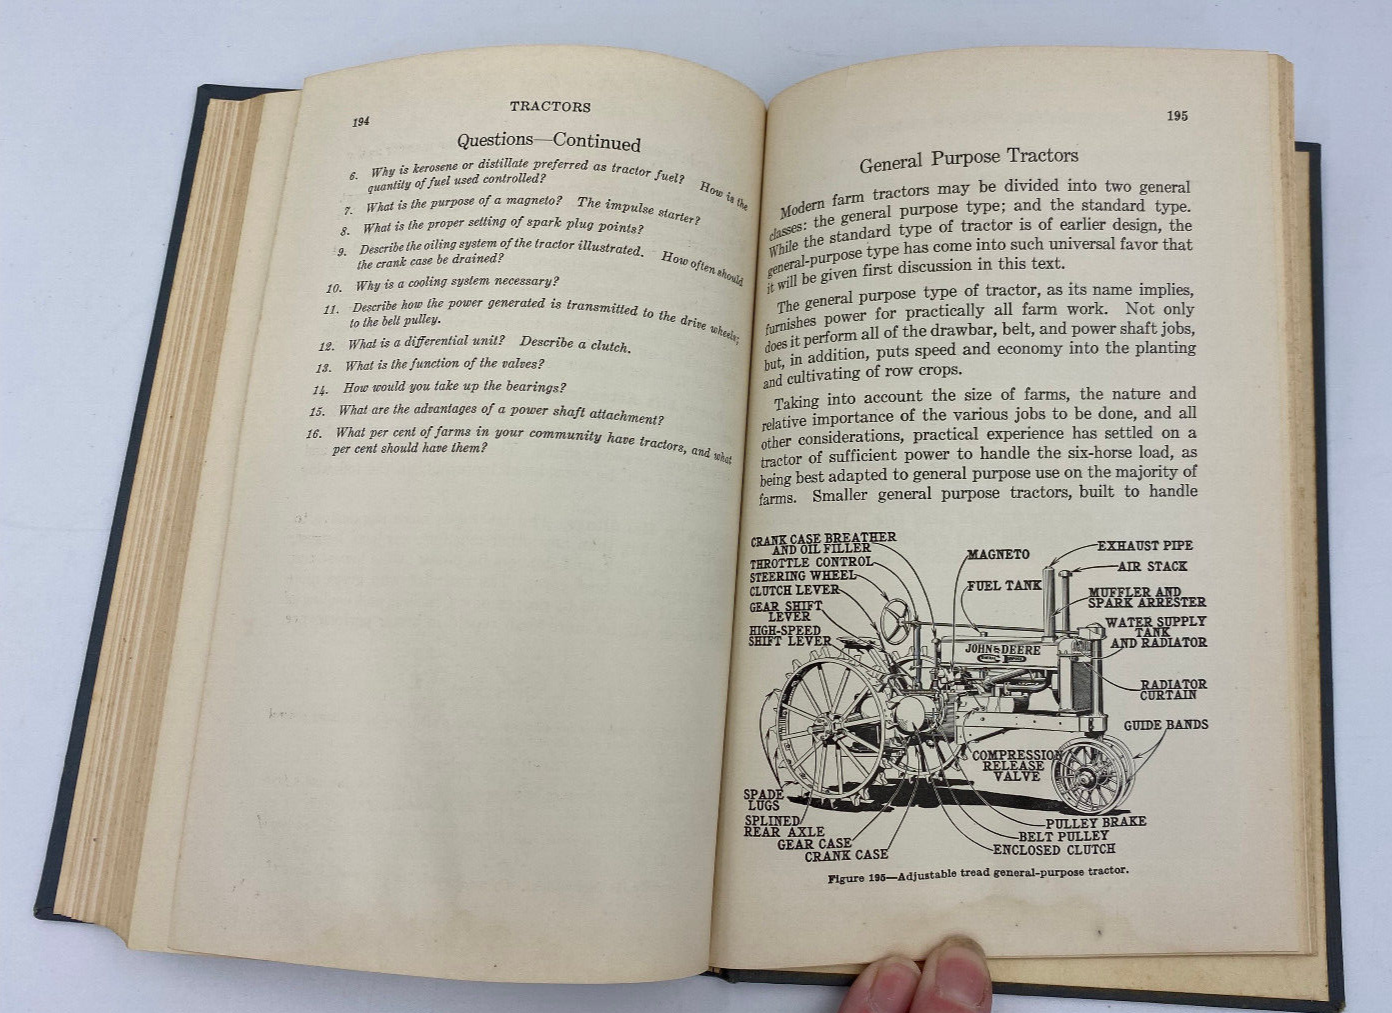 194
TRACTORS
Questions—Continued
6. Why is kerosene or distillate preferred as tractor fuel? How is the
quantity of fuel used controlled?
7. What is the purpose of a magneto? The impulse starter?
8. What is the proper setting of spark plug points?
9. Describe the oiling system of the tractor illustrated. How often should
the crank case be drained?
10. Why is a cooling system necessary?
11. Describe how the power generated is transmitted to the drive wheels;
to the belt pulley.
12. What is a differential unit? Describe a clutch.
13. What is the function of the valves?
14. How would you take up the bearings?
15. What are the advantages of a power shaft attachment?
16. What per cent of farms in your community have tractors, and what
per cent should have them?
195
General Purpose Tractors
Modern farm tractors may be divided into two general
classes: the general purpose type; and the standard type.
While the standard type of tractor is of earlier design, the
general-purpose type has come into such universal favor that
it will be given first discussion in this text.
The general purpose type of tractor, as its name implies,
furnishes power for practically all farm work. Not only
does it perform all of the drawbar, belt, and power shaft jobs,
but, in addition, puts speed and economy into the planting
and cultivating of row crops.
Taking into account the size of farms, the nature and
relative importance of the various jobs to be done, and all
other considerations, practical experience has settled on a
tractor of sufficient power to handle the six-horse load, as
being best adapted to general purpose use on the majority of
farms. Smaller general purpose tractors, built to handle
CRANK CASE BREATHER
AND OIL FILLER
THROTTLE CONTROL
STEERING WHEEL
CLUTCH LEVER
GEAR SHIFT
LEVER
HIGH-SPEED
SHIFT LEVER
MAGNETO
FUEL TANK
EXHAUST PIPE
AIR STACK
MUFFLER AND
SPARK ARRESTER
WATER SUPPLY
TANK
AND RADIATOR
JOHN DEERE
RADIATOR
CURTAIN
GUIDE BANDS
COMPRESSION
RELEASE
VALVE
SPADE
LUGS
SPLINED
REAR AXLE
GEAR CASE
CRANK CASE
PULLEY BRAKE
BELT PULLEY
ENCLOSED CLUTCH
Figure 195—Adjustable tread general-purpose tractor.